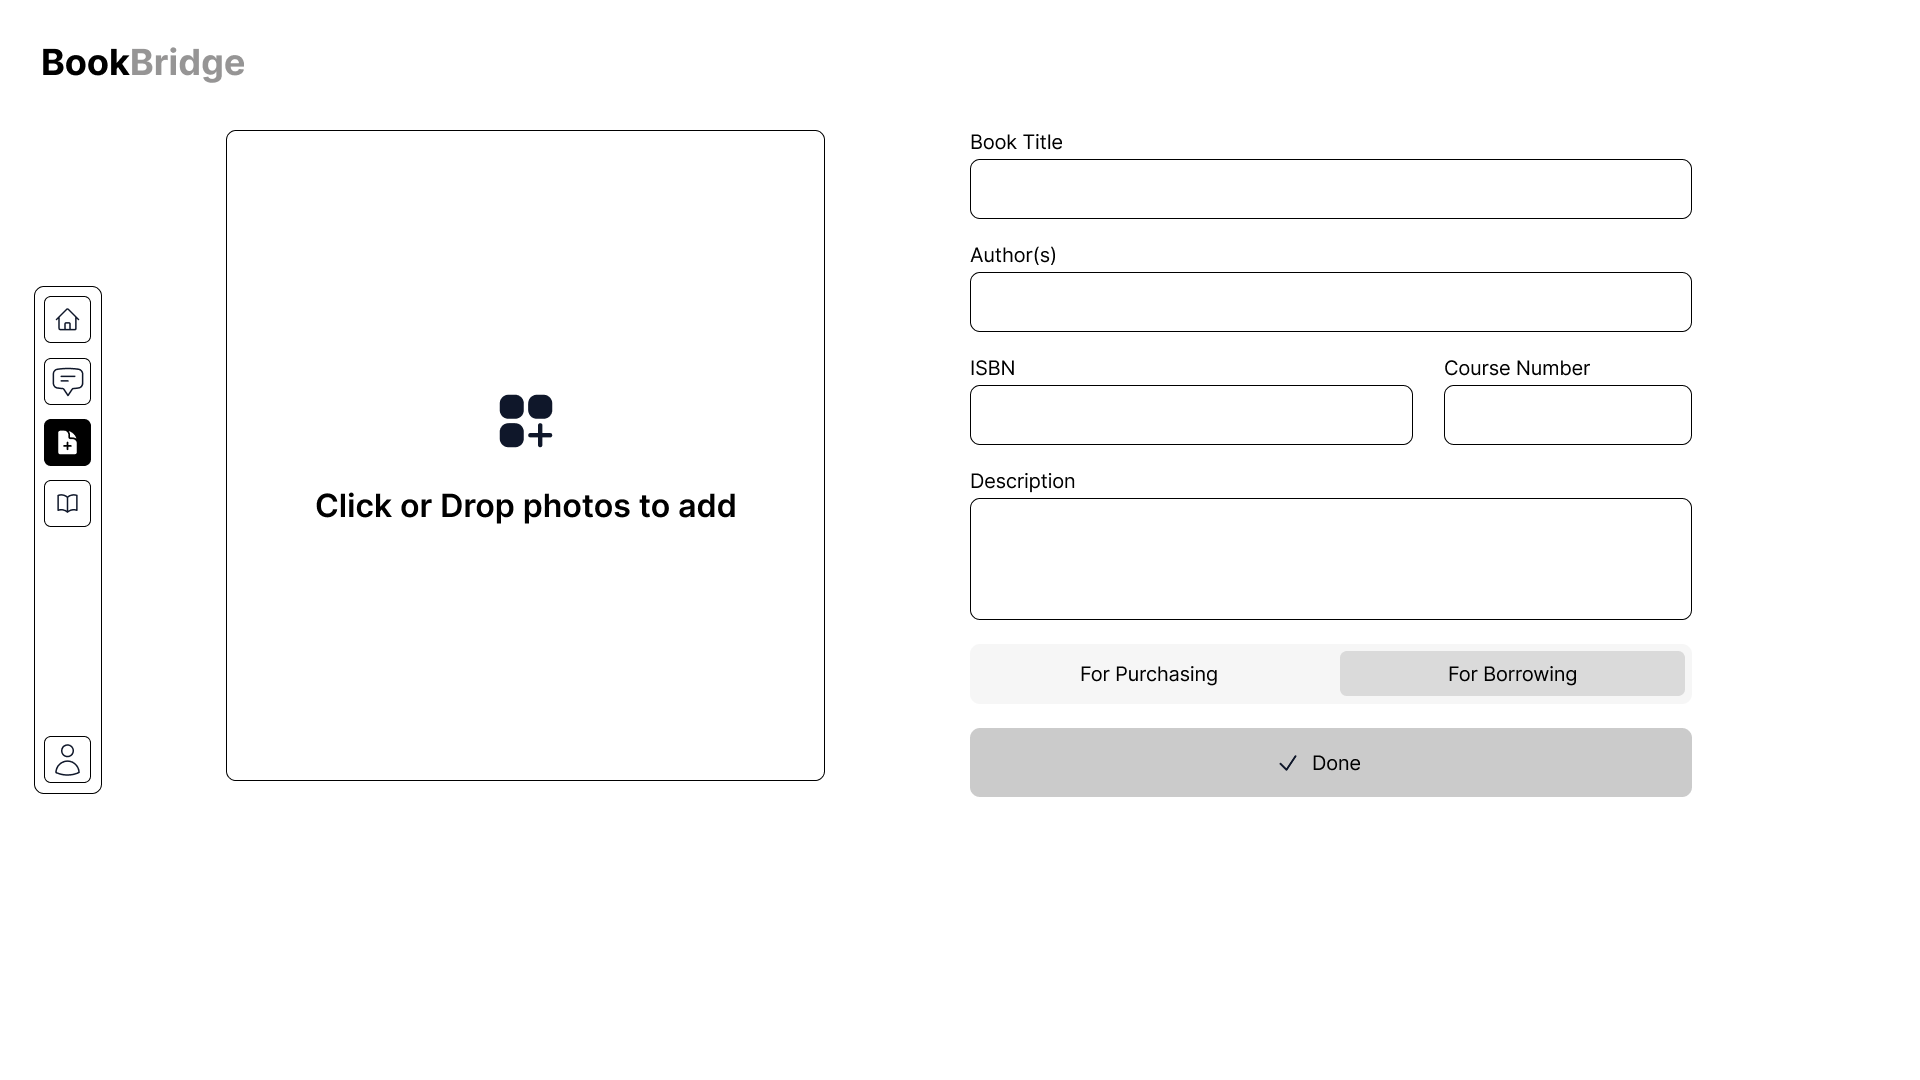 BookBridge
Click or Drop photos to add
Book Title
Author(s)
ISBN
Course Number
Description
For Purchasing
For Borrowing
Done